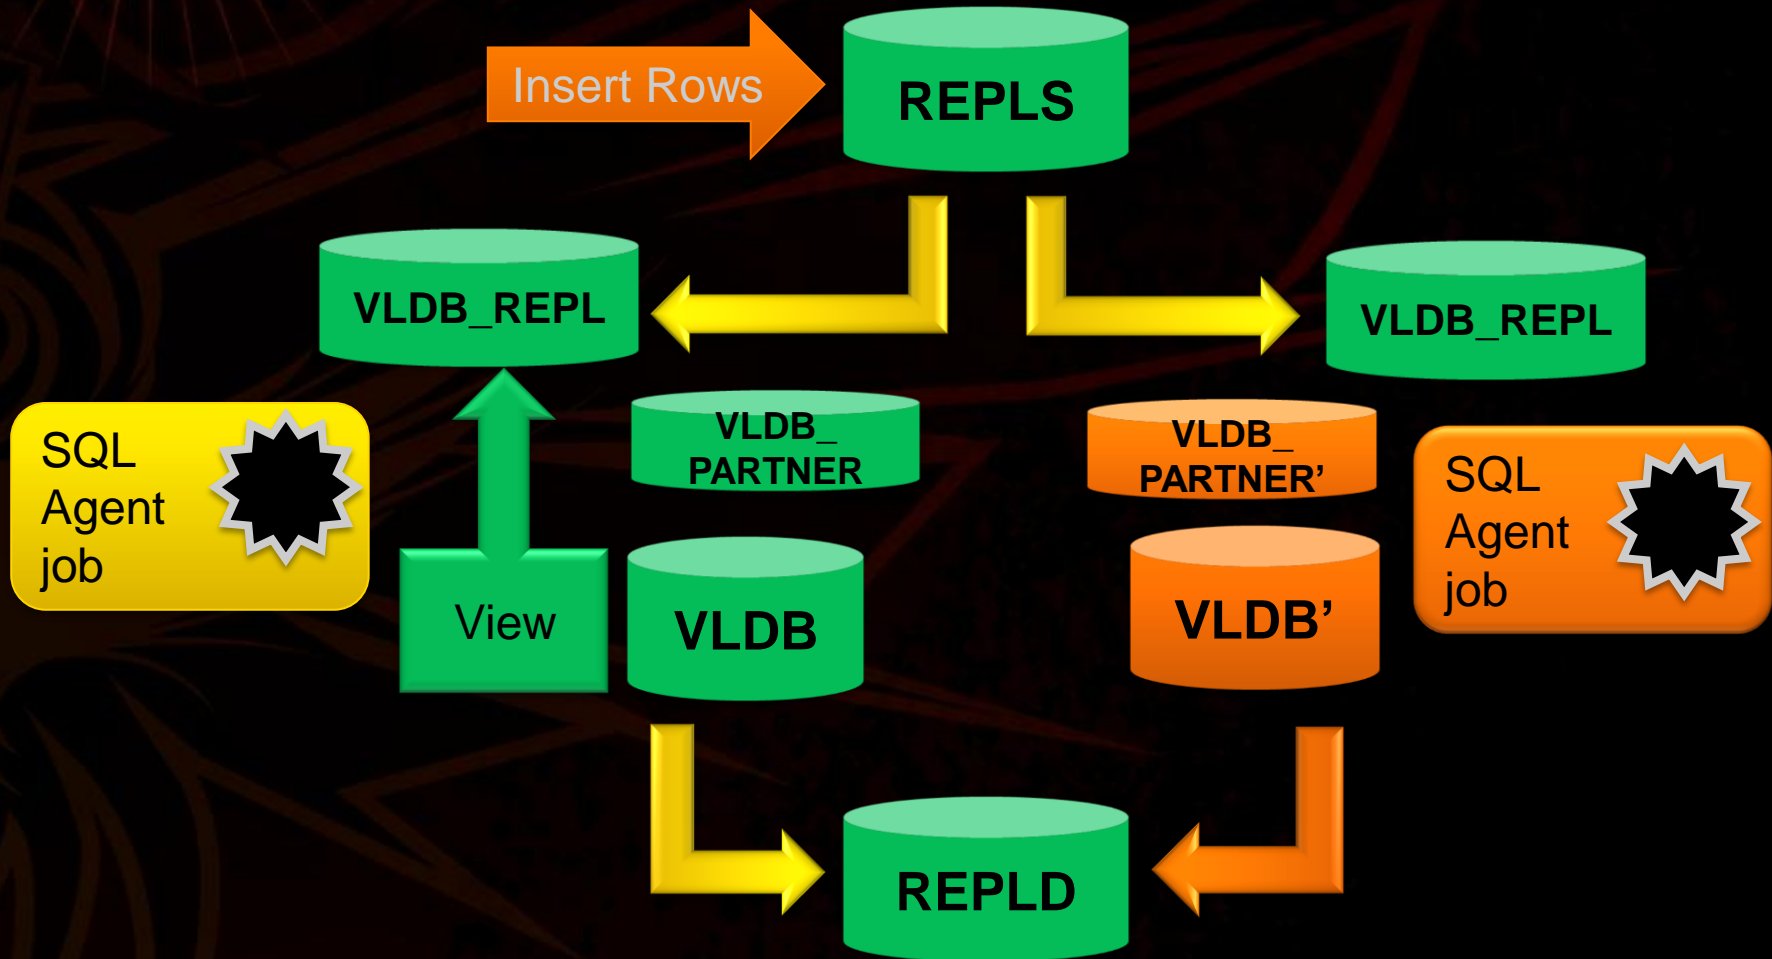 Insert Rows
REPLS
VLDB_REPL
VLDB_REPL
SQL
Agent
job
VLDB_
PARTNER
VLDB_
PARTNER’
SQL
Agent
job
View
VLDB
VLDB’
REPLD